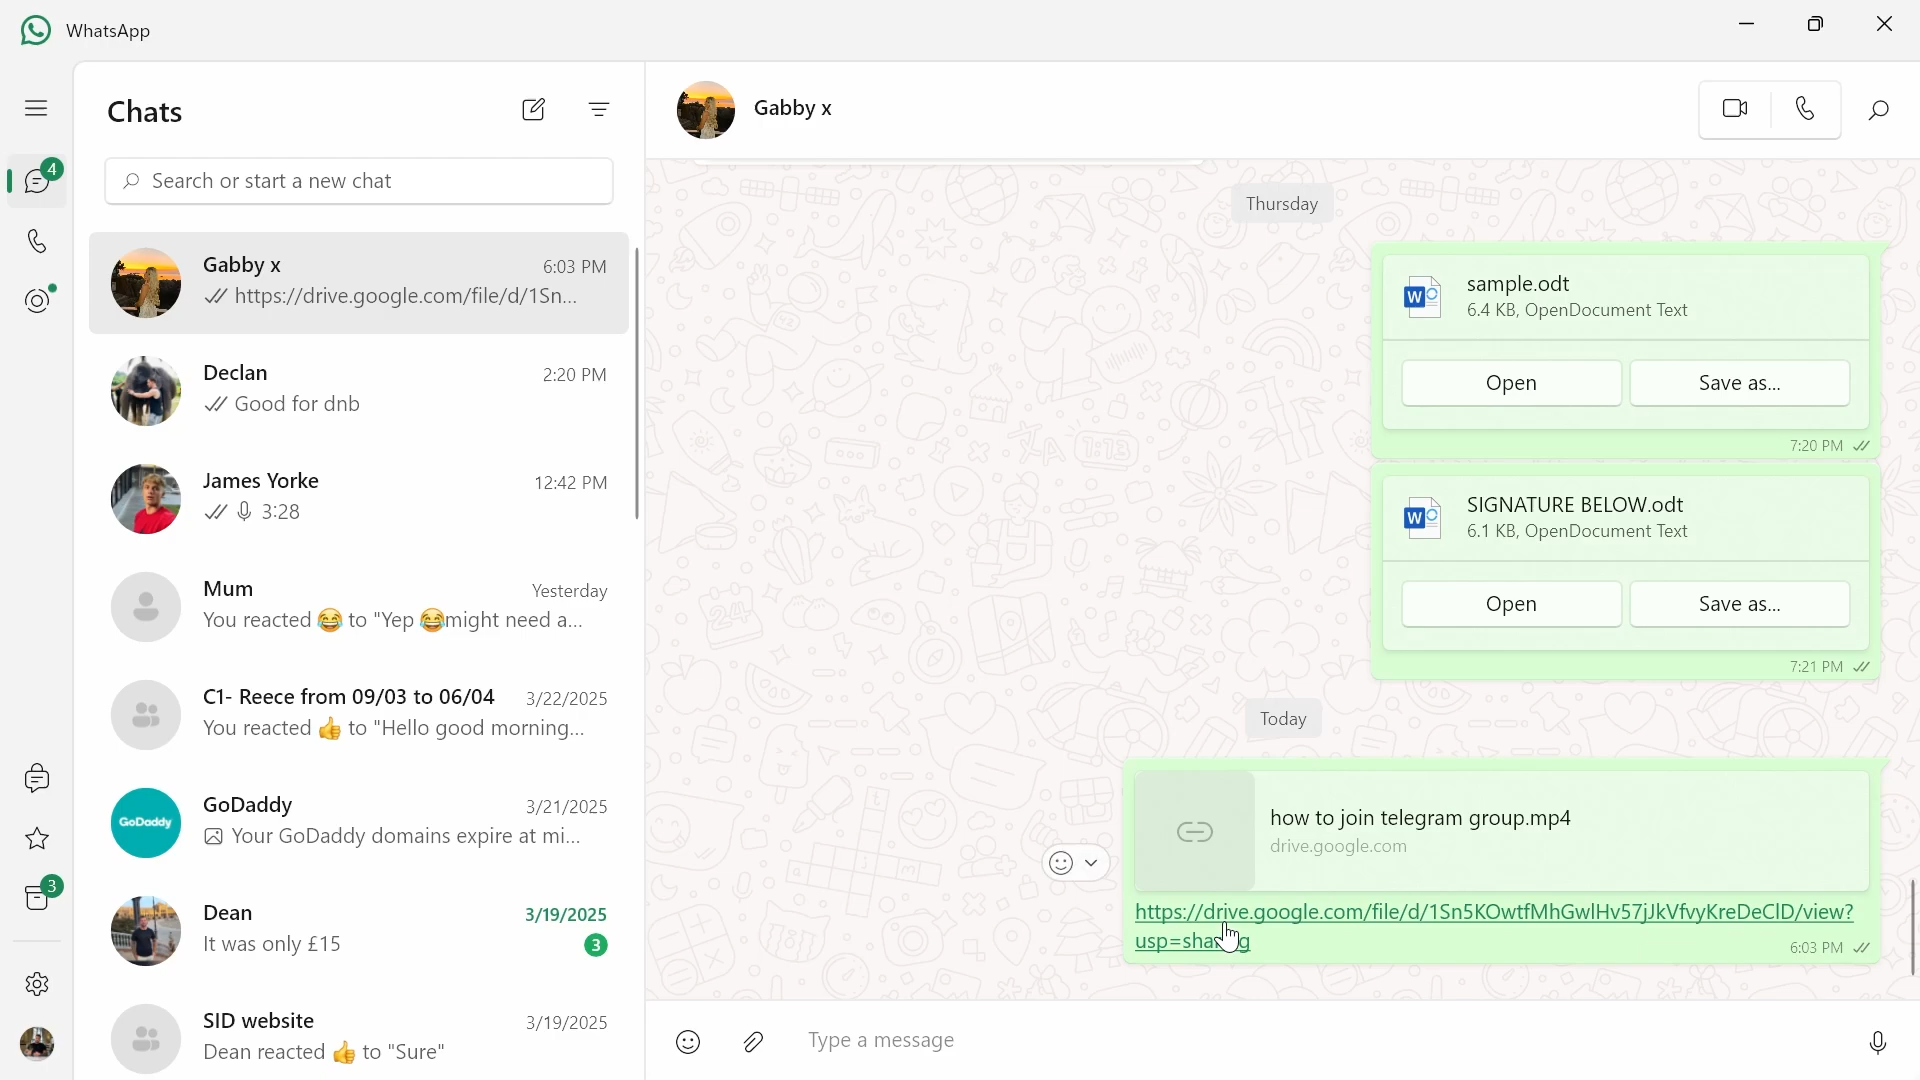 WhatsApp
Chats
4
Search or start a new chat
Gabby x 6:03 PM
https://drive.google.com/file/d/1Sn...
Declan 2:20 PM
Good for dnb
James Yorke 12:42 PM
3:28
Mum Yesterday
You reacted 😂 to "Yep 😂might need a...
C1- Reece from 09/03 to 06/04 3/22/2025
You reacted 👍 to "Hello good morning...
GoDaddy
GoDaddy 3/21/2025
Your GoDaddy domains expire at mi...
3
Dean 3/19/2025
It was only £15 3
SID website 3/19/2025
Dean reacted 👍 to "Sure"
Gabby x
Thursday
W
sample.odt
6.4 KB, OpenDocument Text
Open Save as...
7:20 PM
W
SIGNATURE BELOW.odt
6.1 KB, OpenDocument Text
Open Save as...
7:21 PM
Today
how to join telegram group.mp4
drive.google.com
https://drive.google.com/file/d/1Sn5KOwtfMhGwlHv57jJkVfvyKreDeClD/view?
6:03 PM
Type a message